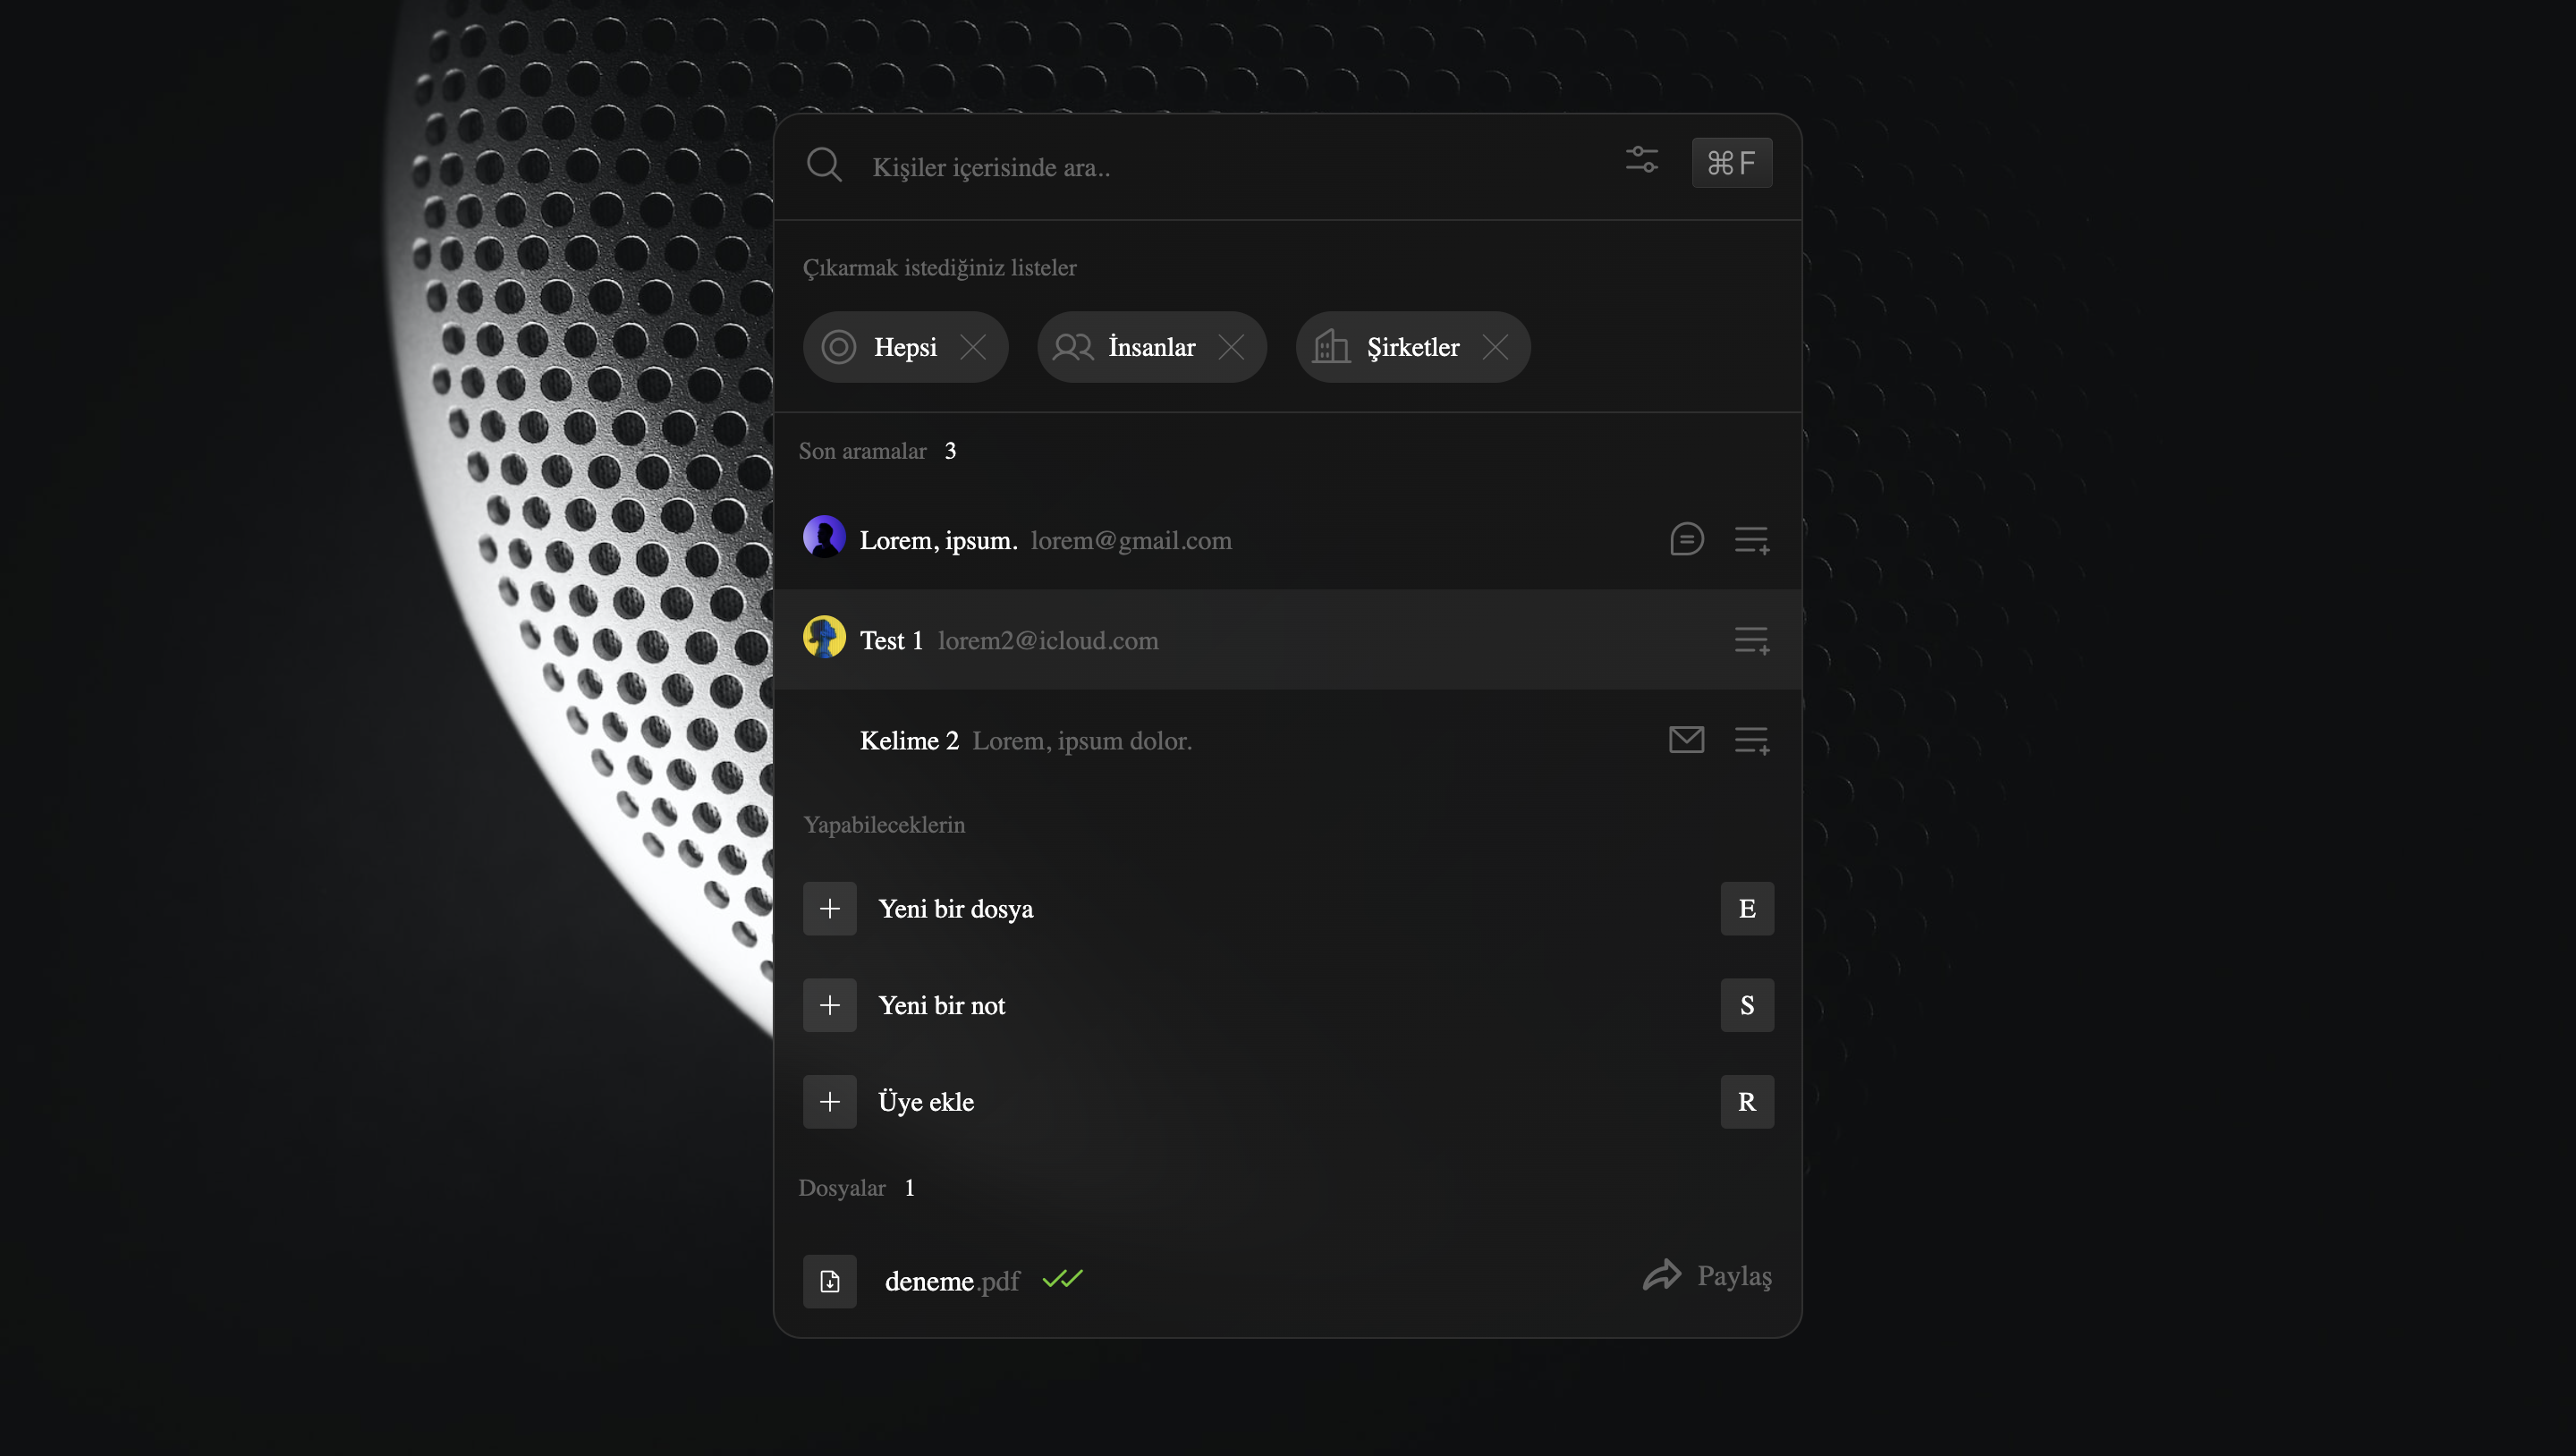 Kişiler içerisinde ara..
⌘F
Çıkarmak istediğiniz listeler
Hepsi
İnsanlar
Şirketler
Son aramalar 3
Lorem, ipsum. lorem@gmail.com
Test 1 lorem2@icloud.com
Kelime 2 Lorem, ipsum dolor.
Yapabileceklerin
Yeni bir dosya E
Yeni bir not S
Üye ekle R
Dosyalar 1
deneme.pdf Paylaş